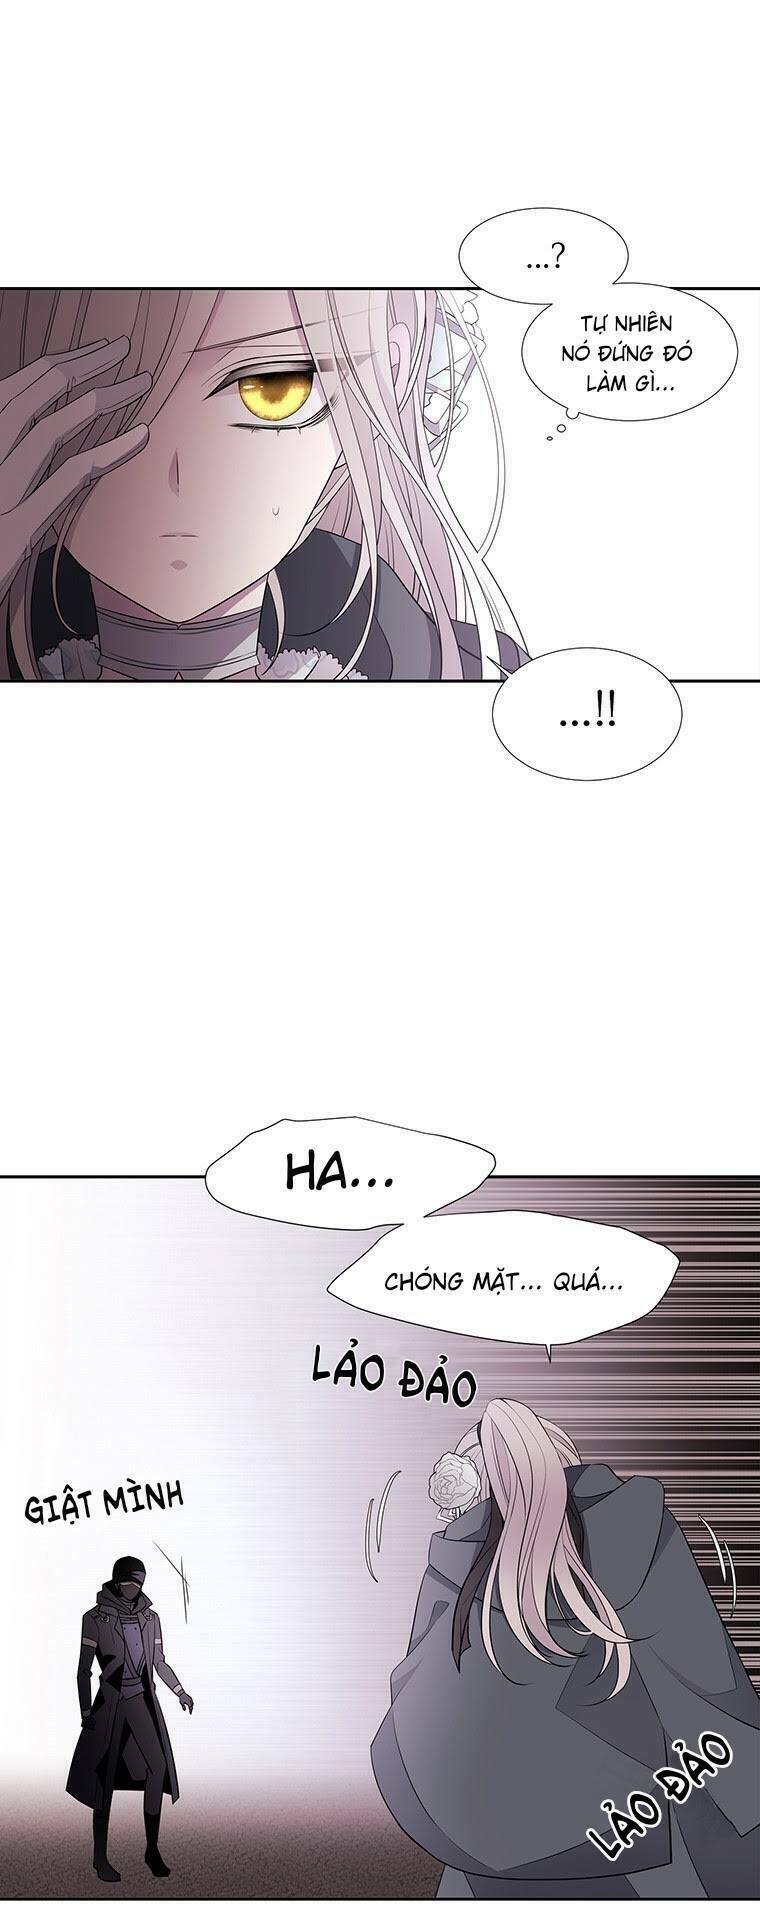 ...?
TỰ NHIÊN
NÓ ĐỨNG ĐÓ
LÀM GÌ...
...!!
HA...
CHÓNG MẶT... QUÁ...
LẢO ĐẢO
GIẬT MÌNH
LẢO ĐẢO